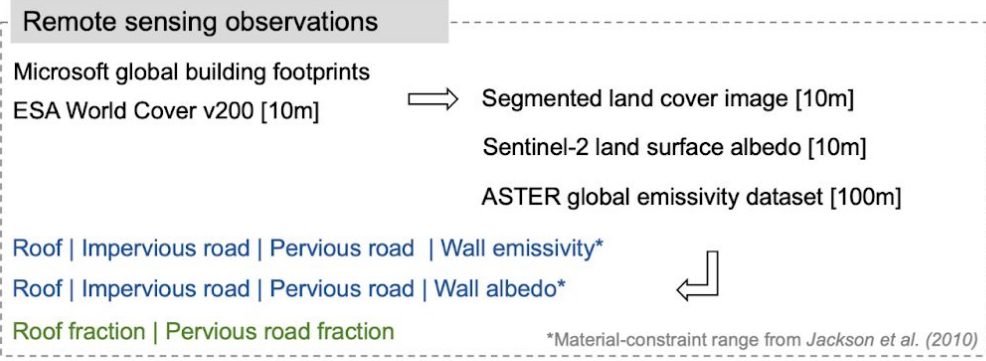 Remote sensing observations
Microsoft global building footprints
ESA World Cover v200 [10m]
Segmented land cover image [10m]
Sentinel-2 land surface albedo [10m]
ASTER global emissivity dataset [100m]
Roof | Impervious road | Pervious road | Wall emissivity*
Roof | Impervious road | Pervious road | Wall albedo*
Roof fraction | Pervious road fraction
*Material-constraint range from Jackson et al. (2010)